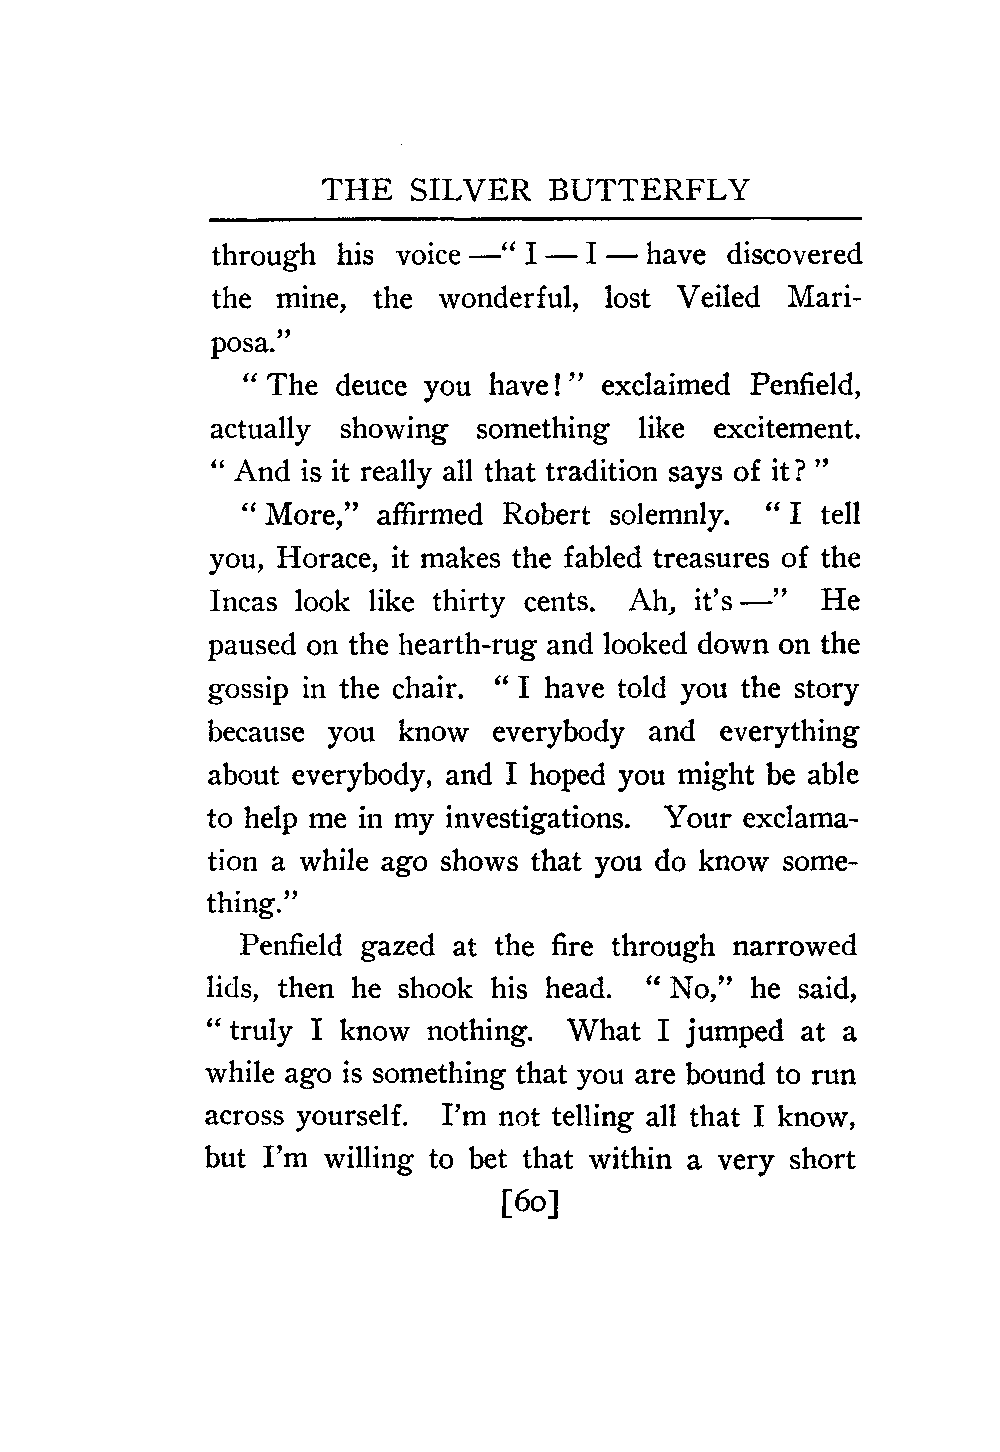 THE SILVER BUTTERFLY
through his voice —“ I — I — have discovered
the mine, the wonderful, lost Veiled Mari-
posa.”
“ The deuce you have! ” exclaimed Penfield,
actually showing something like excitement.
“ And is it really all that tradition says of it? ”
“ More,” affirmed Robert solemnly. “ I tell
you, Horace, it makes the fabled treasures of the
Incas look like thirty cents. Ah, it’s —” He
paused on the hearth-rug and looked down on the
gossip in the chair. “ I have told you the story
because you know everybody and everything
about everybody, and I hoped you might be able
to help me in my investigations. Your exclama-
tion a while ago shows that you do know some-
thing.”
Penfield gazed at the fire through narrowed
lids, then he shook his head. “ No,” he said,
“ truly I know nothing. What I jumped at a
while ago is something that you are bound to run
across yourself. I’m not telling all that I know,
but I’m willing to bet that within a very short
[60]